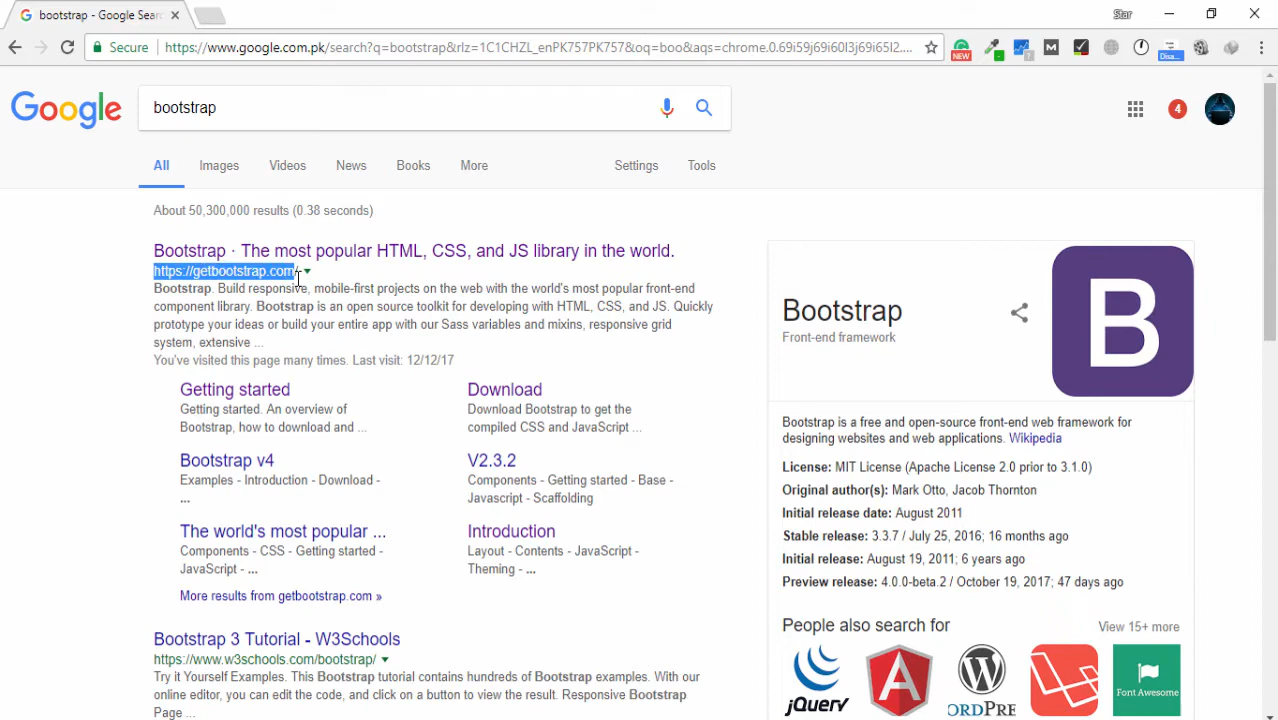 bootstrap - Google Sear
Star
Secure
https://www.google.com.pk/search?q=bootstrap&rlz=1C1CHZL_enPK757PK757&oq=boo&aqs=chrome.0.69i59j69i60l3j69i65l2....
NEW
?
M
Disa...
Google
bootstrap
4
All Images Videos News Books More Settings Tools
About 50,300,000 results (0.38 seconds)
Bootstrap · The most popular HTML, CSS, and JS library in the world.
https://getbootstrap.com/
Bootstrap. Build responsive, mobile-first projects on the web with the world's most popular front-end
component library. Bootstrap is an open source toolkit for developing with HTML, CSS, and JS. Quickly
prototype your ideas or build your entire app with our Sass variables and mixins, responsive grid
system, extensive ...
You've visited this page many times. Last visit: 12/12/17
Getting started
Getting started. An overview of
Bootstrap, how to download and ...
Download
Download Bootstrap to get the
compiled CSS and JavaScript ...
Bootstrap v4
Examples - Introduction - Download -
...
V2.3.2
Components - Getting started - Base -
Javascript - Scaffolding
The world's most popular ...
Components - CSS - Getting started -
JavaScript - ...
Introduction
Layout - Contents - JavaScript -
Theming - ...
More results from getbootstrap.com »
Bootstrap 3 Tutorial - W3Schools
https://www.w3schools.com/bootstrap/
Try it Yourself Examples. This Bootstrap tutorial contains hundreds of Bootstrap examples. With our
online editor, you can edit the code, and click on a button to view the result. Responsive Bootstrap
Page ...
Bootstrap
Front-end framework
B
Bootstrap is a free and open-source front-end web framework for
designing websites and web applications. Wikipedia
License: MIT License (Apache License 2.0 prior to 3.1.0)
Original author(s): Mark Otto, Jacob Thornton
Initial release date: August 2011
Stable release: 3.3.7 / July 25, 2016; 16 months ago
Initial release: August 19, 2011; 6 years ago
Preview release: 4.0.0-beta.2 / October 19, 2017; 47 days ago
People also search for
View 15+ more
jQuery
A
W
ORDPRE
Font Awesome